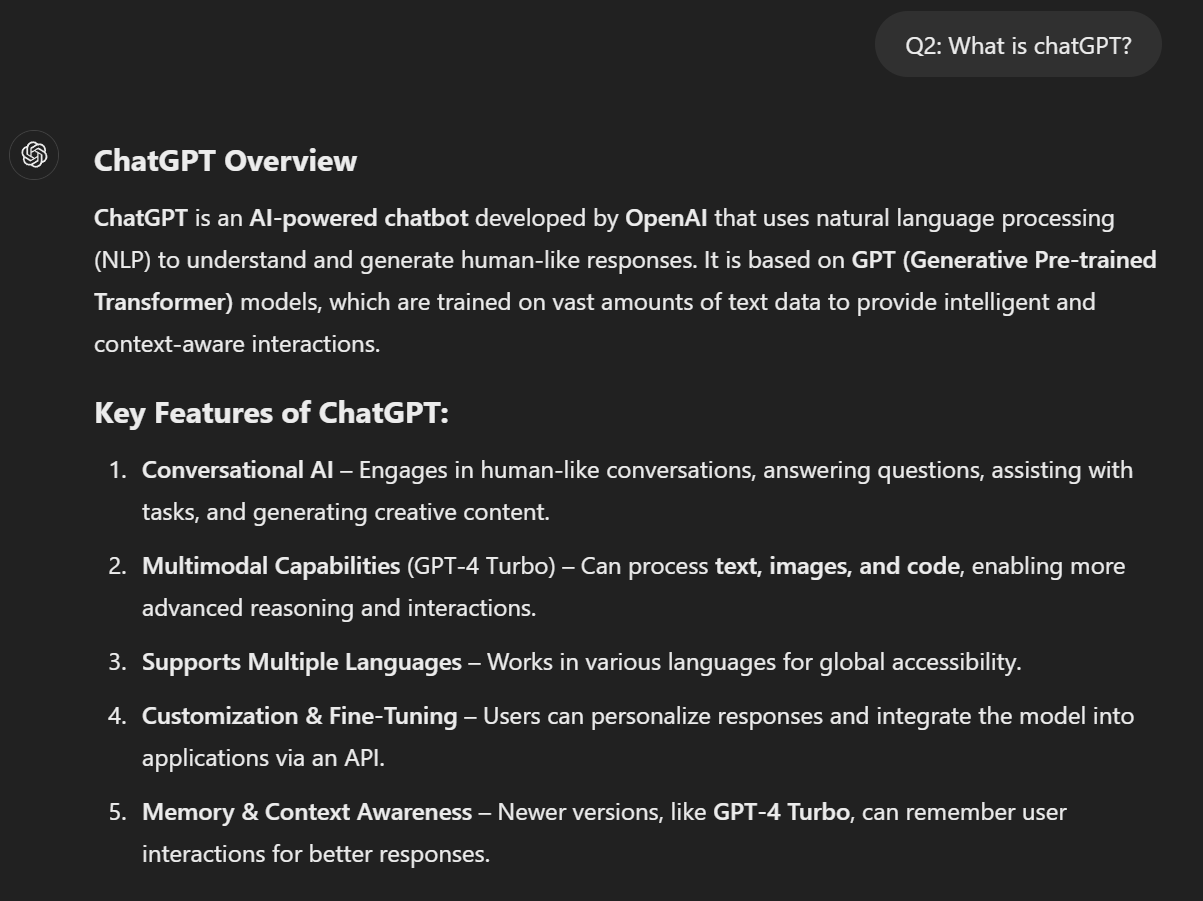 Q2: What is chatGPT?
ChatGPT Overview
ChatGPT is an AI-powered chatbot developed by OpenAI that uses natural language processing
(NLP) to understand and generate human-like responses. It is based on GPT (Generative Pre-trained
Transformer) models, which are trained on vast amounts of text data to provide intelligent and
context-aware interactions.
Key Features of ChatGPT:
1. Conversational AI – Engages in human-like conversations, answering questions, assisting with
tasks, and generating creative content.
2. Multimodal Capabilities (GPT-4 Turbo) – Can process text, images, and code, enabling more
advanced reasoning and interactions.
3. Supports Multiple Languages – Works in various languages for global accessibility.
4. Customization & Fine-Tuning – Users can personalize responses and integrate the model into
applications via an API.
5. Memory & Context Awareness – Newer versions, like GPT-4 Turbo, can remember user
interactions for better responses.